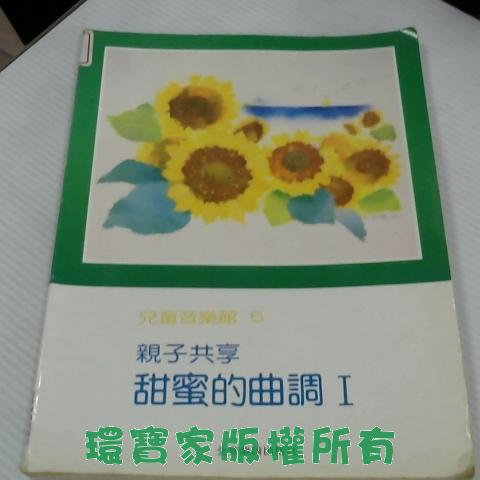 兒童音樂館 5
親子共享
甜蜜的曲調 I
環寶家版權所有